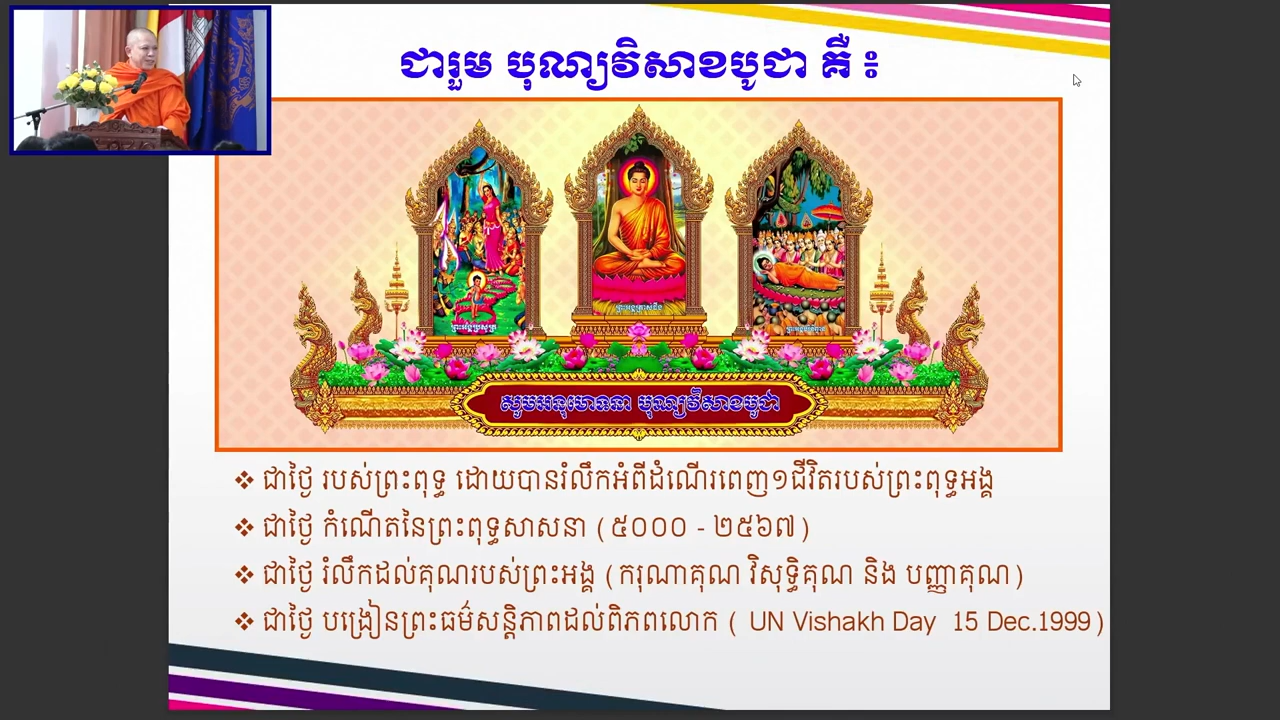 ជារួម បុណ្យវិសាខបូជា គឺ ៖
សូមអនុមោទនា បុណ្យវិសាខបូជា
❖ ជាថ្ងៃ របស់ព្រះពុទ្ធ ដោយបានរំលឹកអំពីដំណើរពេញ១ជីវិតរបស់ព្រះពុទ្ធអង្គ
❖ ជាថ្ងៃ កំណើតនៃព្រះពុទ្ធសាសនា (៥០០០ - ២៥៦៧)
❖ ជាថ្ងៃ រំលឹកដល់គុណរបស់ព្រះអង្គ (ករុណាគុណ វិសុទ្ធិគុណ និង បញ្ញាគុណ)
❖ ជាថ្ងៃ បង្រៀនព្រះធម៌សន្តិភាពដល់ពិភពលោក ( UN Vishakh Day 15 Dec.1999)